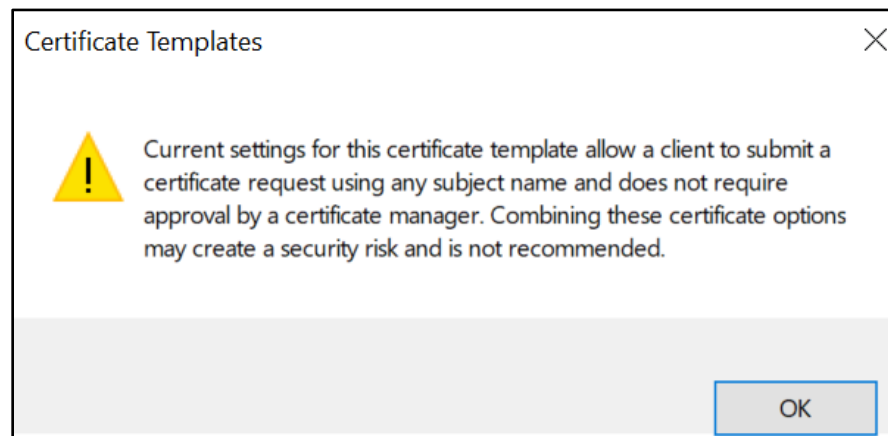 Certificate Templates
Current settings for this certificate template allow a client to submit a
certificate request using any subject name and does not require
approval by a certificate manager. Combining these certificate options
may create a security risk and is not recommended.
OK